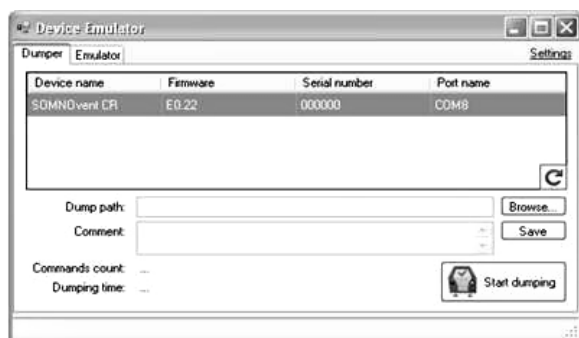 Device Emulator
Dumper Emulator Settings
Device name Firmware Serial number Port name
SOMNOvent CR E0.22 000000 COM8
Dump path: Browse...
Comment: Save
Commands count: ...
Dumping time: ...
Start dumping